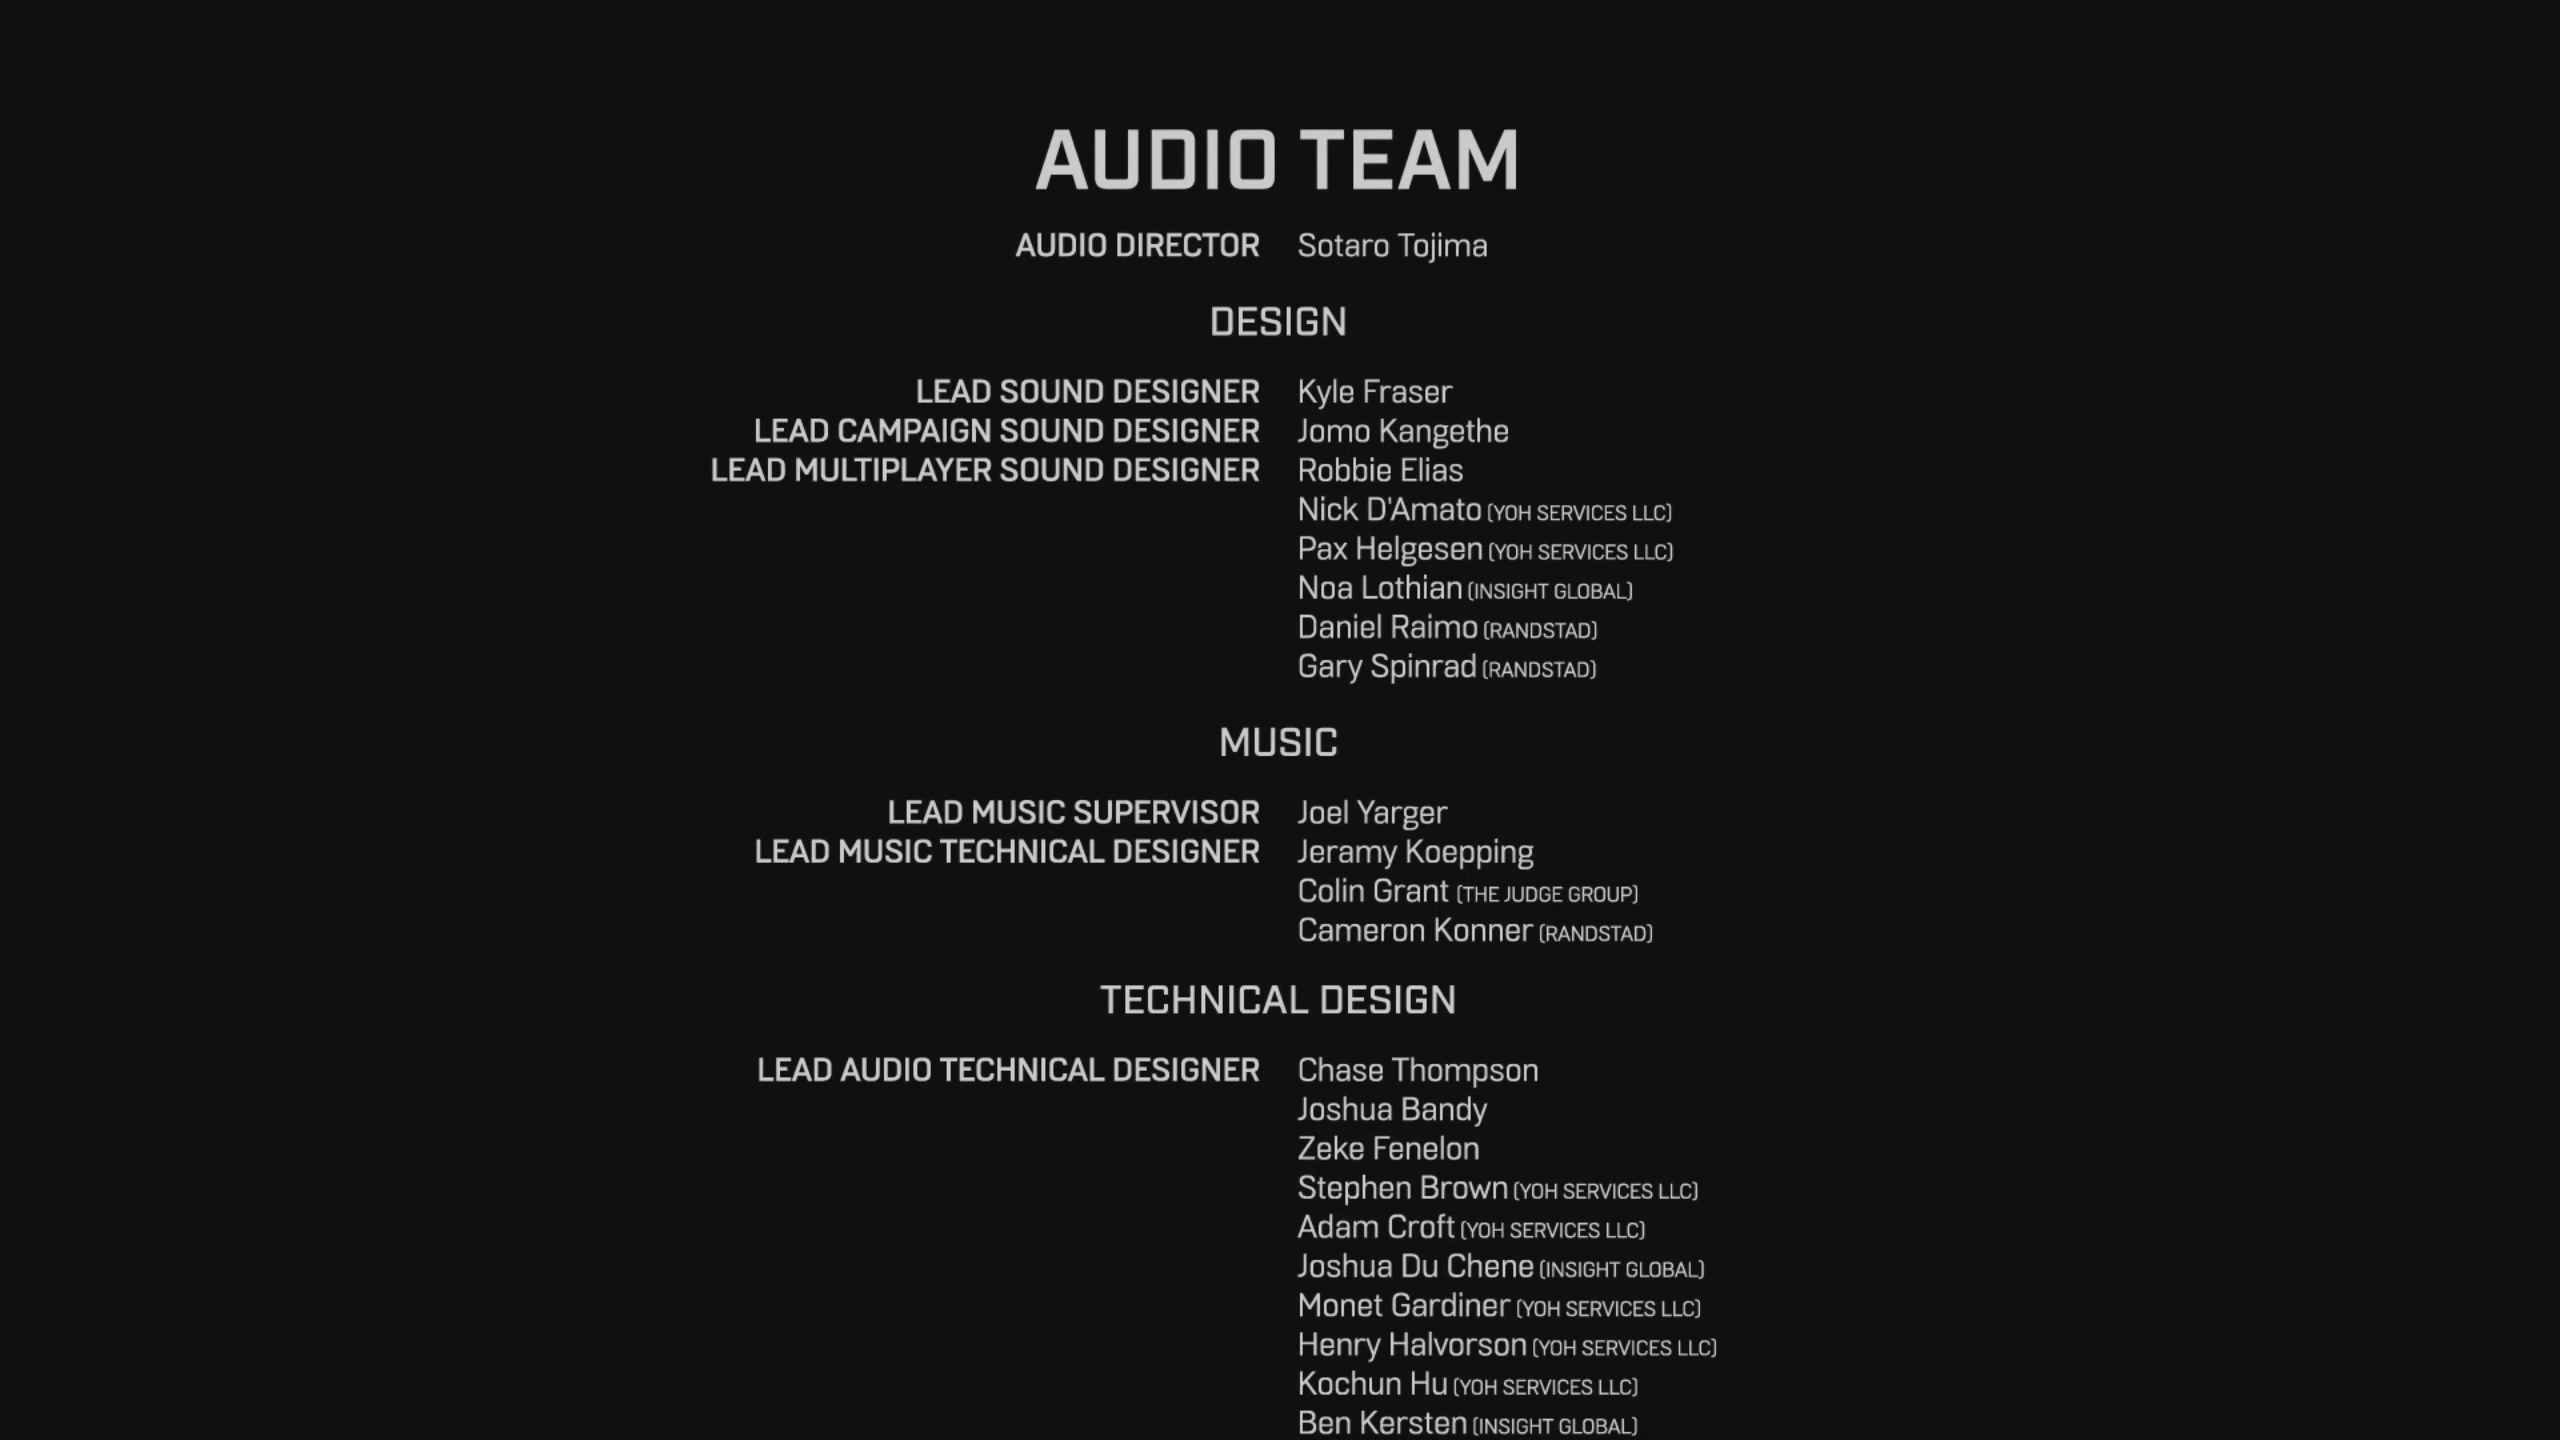 AUDIO TEAM
AUDIO DIRECTOR Sotaro Tojima
DESIGN
LEAD SOUND DESIGNER Kyle Fraser
LEAD CAMPAIGN SOUND DESIGNER Jomo Kangethe
LEAD MULTIPLAYER SOUND DESIGNER Robbie Elias
Nick D'Amato (YOH SERVICES LLC)
Pax Helgesen (YOH SERVICES LLC)
Noa Lothian (INSIGHT GLOBAL)
Daniel Raimo (RANDSTAD)
Gary Spinrad (RANDSTAD)
MUSIC
LEAD MUSIC SUPERVISOR Joel Yarger
LEAD MUSIC TECHNICAL DESIGNER Jeramy Koepping
Colin Grant (THE JUDGE GROUP)
Cameron Konner (RANDSTAD)
TECHNICAL DESIGN
LEAD AUDIO TECHNICAL DESIGNER Chase Thompson
Joshua Bandy
Zeke Fenelon
Stephen Brown (YOH SERVICES LLC)
Adam Croft (YOH SERVICES LLC)
Joshua Du Chene (INSIGHT GLOBAL)
Monet Gardiner (YOH SERVICES LLC)
Henry Halvorson (YOH SERVICES LLC)
Kochun Hu (YOH SERVICES LLC)
Ben Kersten (INSIGHT GLOBAL)